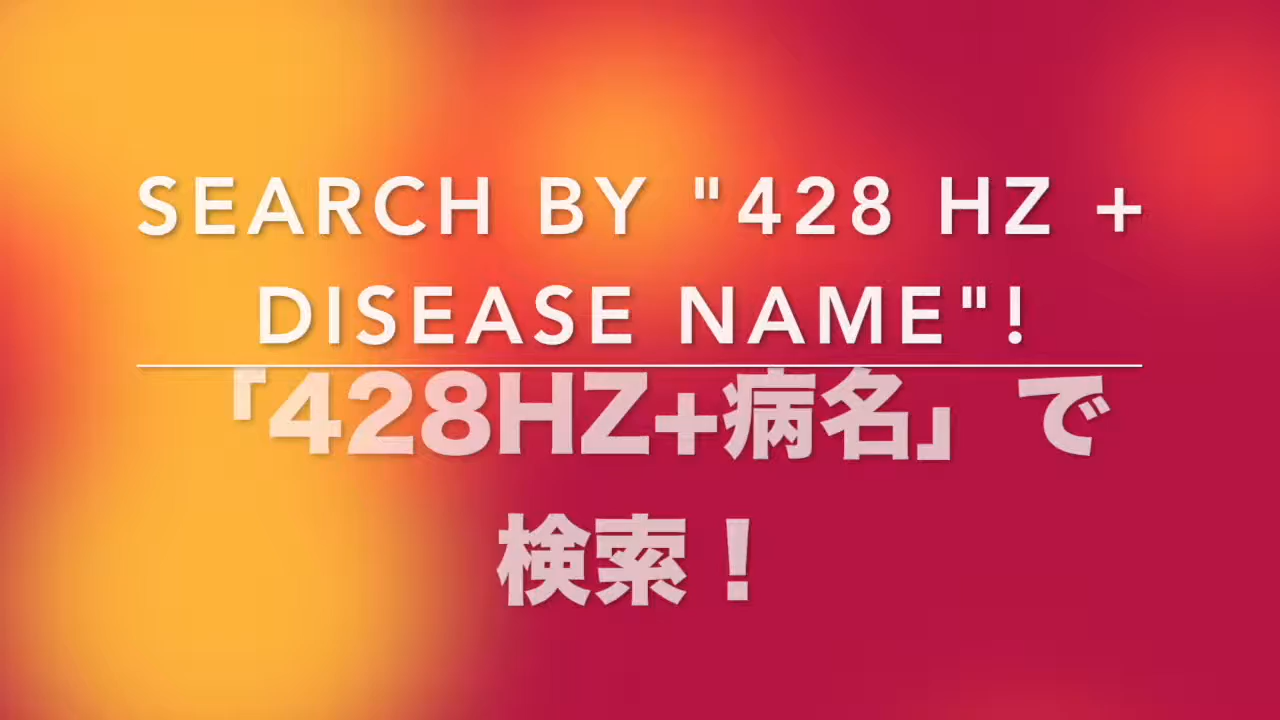 SEARCH BY "428 HZ +
DISEASE NAME"!
「428HZ+病名」で
検索！